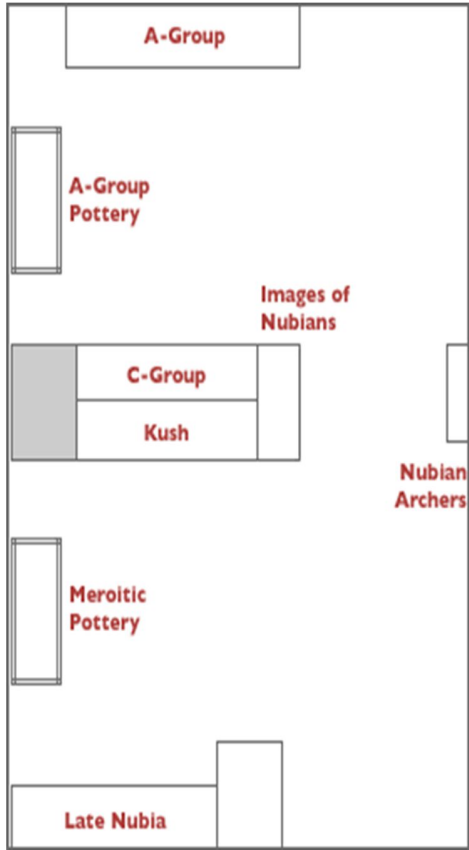 A-Group
A-Group
Pottery
Images of
Nubians
C-Group
Kush
Nubian
Archers
Meroitic
Pottery
Late Nubia